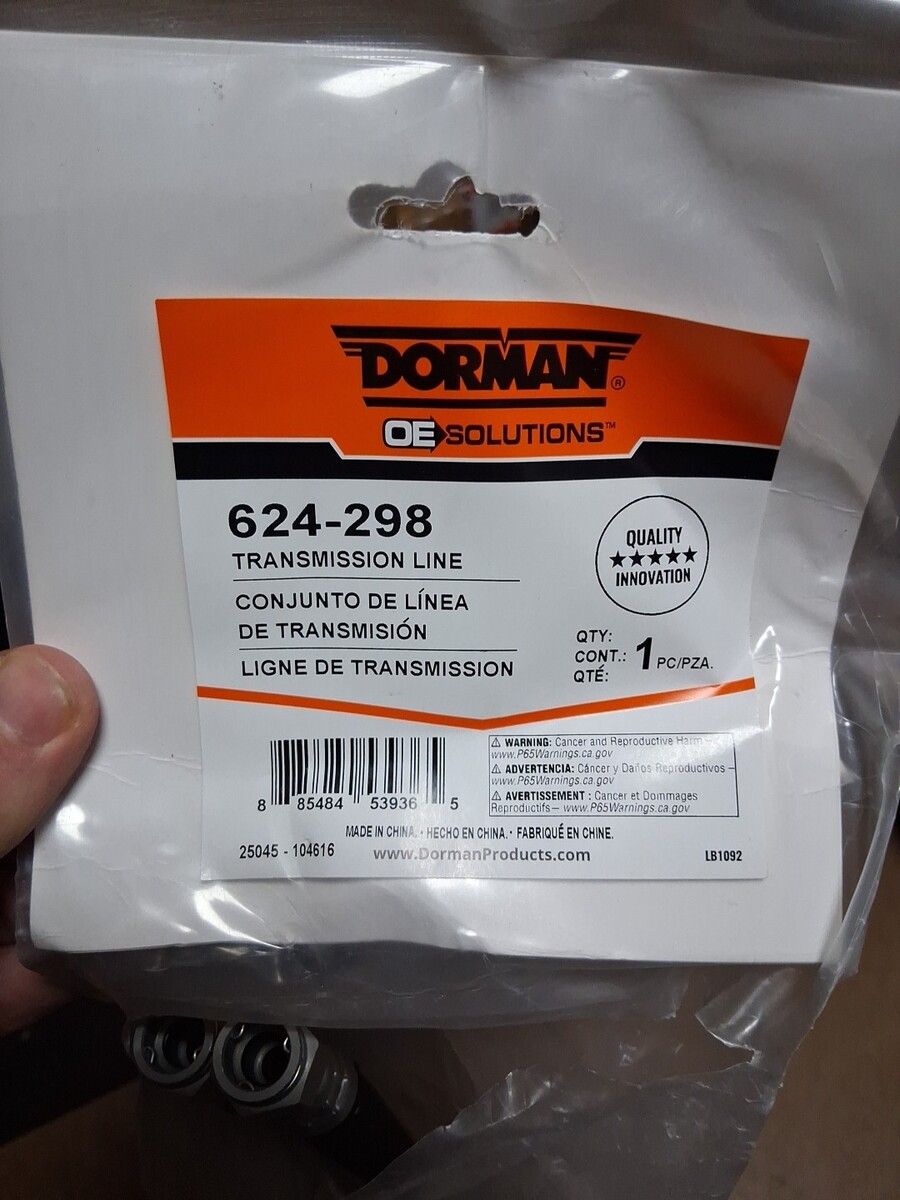 DORMAN®
OE SOLUTIONS™
624-298
TRANSMISSION LINE
CONJUNTO DE LÍNEA
DE TRANSMISIÓN
LIGNE DE TRANSMISSION
QUALITY
★★★★★
INNOVATION
QTY:
CONT.: 1 PC/PZA.
QTÉ:
8 85484 53936 5
⚠ WARNING: Cancer and Reproductive Harm –
www.P65Warnings.ca.gov
⚠ ADVERTENCIA: Cáncer y Daños Reproductivos –
www.P65Warnings.ca.gov
⚠ AVERTISSEMENT : Cancer et Dommages
Reproductifs– www.P65Warnings.ca.gov
MADE IN CHINA. · HECHO EN CHINA. · FABRIQUÉ EN CHINE.
25045 - 104616 www.DormanProducts.com LB1092